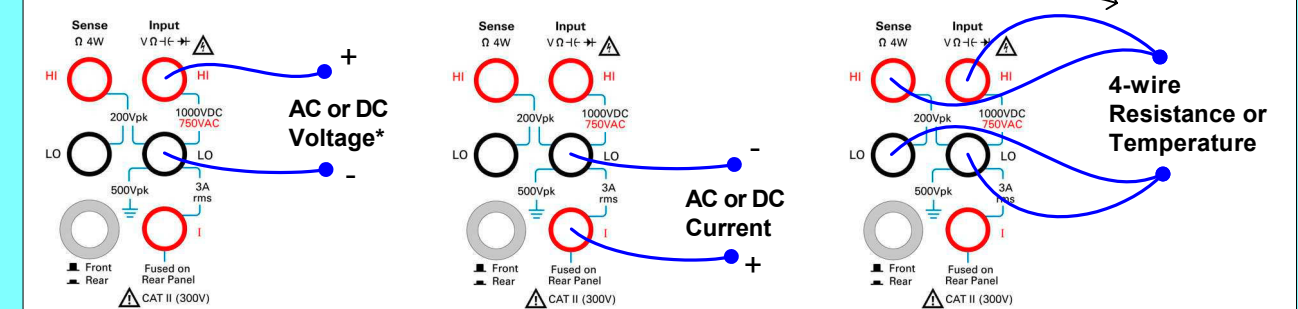 Sense Input
Ω 4W VΩ⊣⊢→+
HI HI
200Vpk 1000VDC
750VAC
LO LO
500Vpk 3A
rms
I
Front
Rear
Fused on
Rear Panel
CAT II (300V)
+
AC or DC
Voltage*
-
Sense Input
Ω 4W VΩ⊣⊢→+
HI HI
200Vpk 1000VDC
750VAC
LO LO
500Vpk 3A
rms
I
Front
Rear
Fused on
Rear Panel
CAT II (300V)
-
AC or DC
Current
+
Sense Input
Ω 4W VΩ⊣⊢→+
HI HI
200Vpk 1000VDC
750VAC
LO LO
500Vpk 3A
rms
I
Front
Rear
Fused on
Rear Panel
CAT II (300V)
4-wire
Resistance or
Temperature